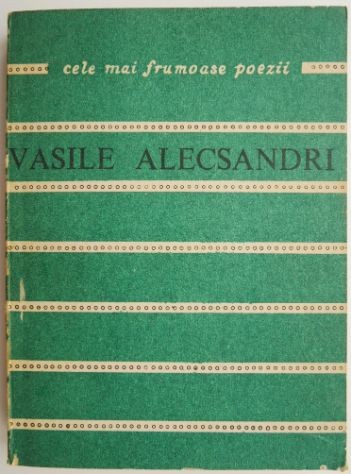 cele mai frumoase poezii
VASILE ALECSANDRI